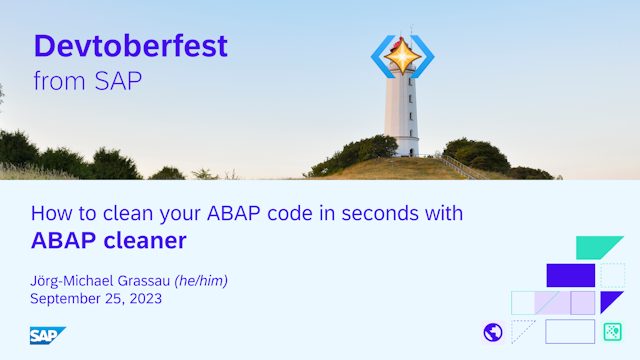 Devtoberfest
from SAP
How to clean your ABAP code in seconds with
ABAP cleaner
Jörg-Michael Grassau (he/him)
September 25, 2023
SAP